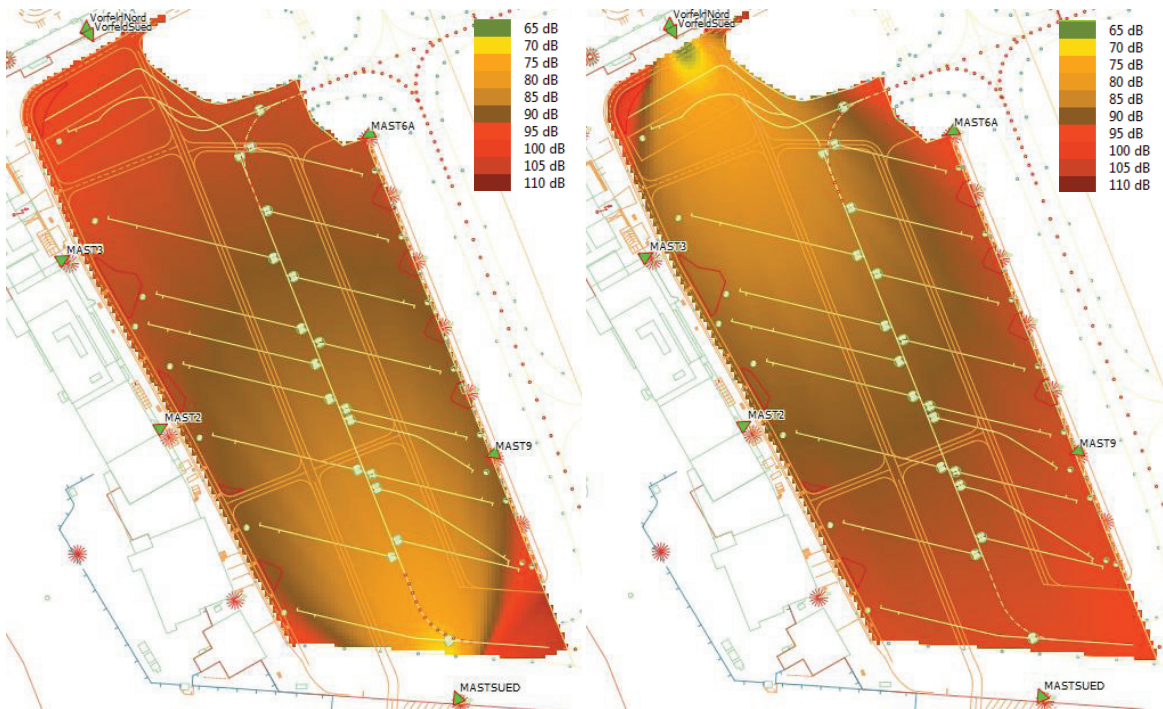 VorfeldNord
VorfeldSued
65 dB
70 dB
75 dB
80 dB
85 dB
90 dB
95 dB
100 dB
105 dB
110 dB
MAST6A
MAST3
MAST2
MAST9
MASTSUED
VorfeldNord
VorfeldSued
65 dB
70 dB
75 dB
80 dB
85 dB
90 dB
95 dB
100 dB
105 dB
110 dB
MAST6A
MAST3
MAST2
MAST9
MASTSUED